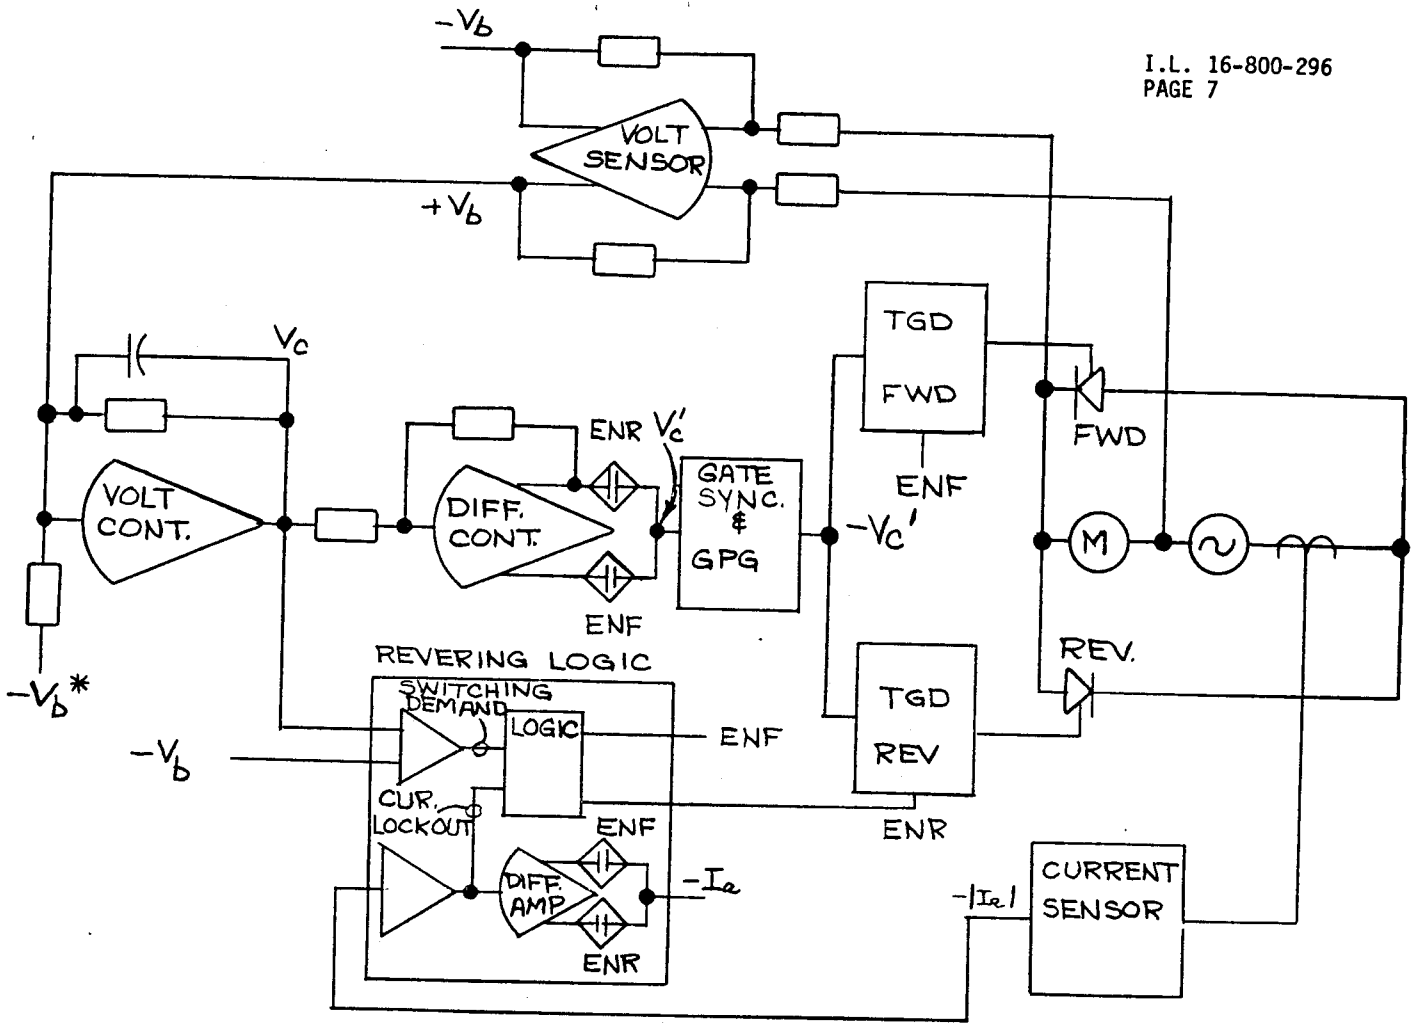 I.L. 16-800-296
PAGE 7
-Vb
VOLT
SENSOR
+Vb
TGD
FWD
ENF
FWD
Vc
VOLT
CONT.
-Vb*
DIFF.
CONT.
ENR
Vc'
ENF
GATE
SYNC.
&
GPG
-Vc'
M
REV.
TGD
REV
ENR
REVERING LOGIC
SWITCHING
DEMAND
LOGIC
ENF
-Vb
CUR.
LOCKOUT
ENF
DIFF.
AMP
ENR
-Ia
-|Ia|
CURRENT
SENSOR